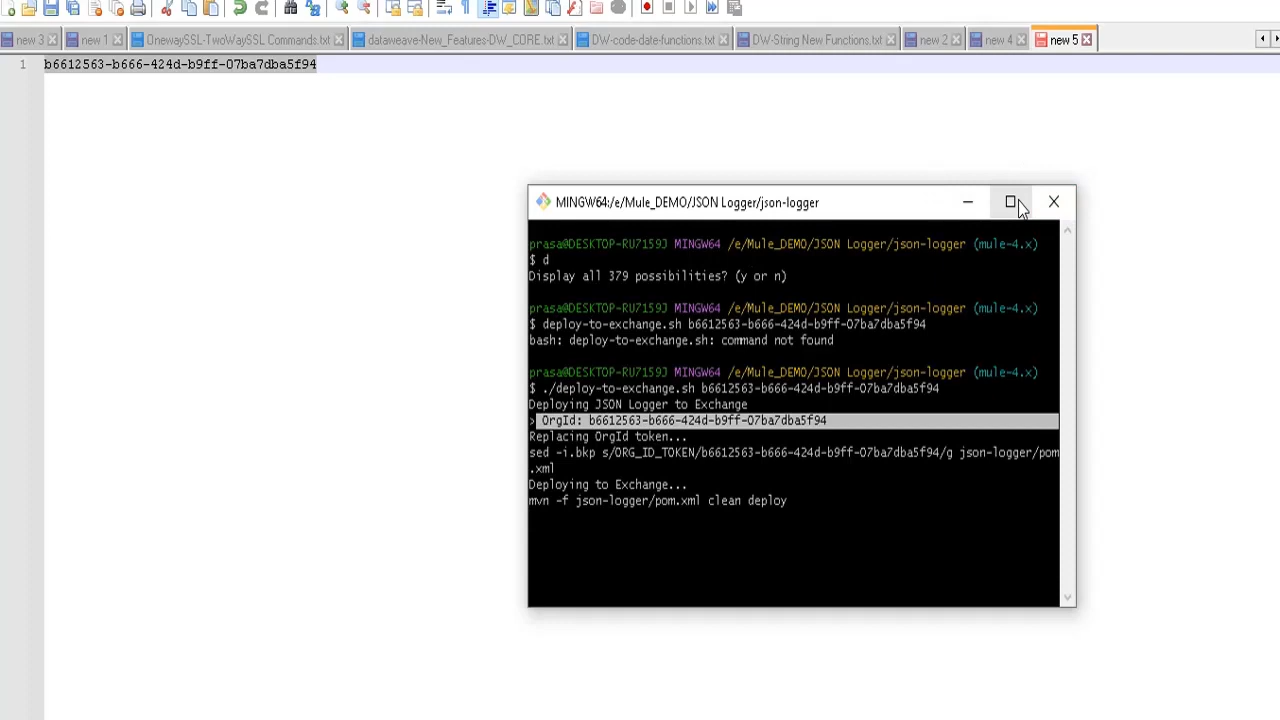 new 3
new 1
OnewaySSL-TwoWaySSL Commands.txt
dataweave-New_Features-DW_CORE.txt
DW-code-date-functions.txt
DW-String New Functions.txt
new 2
new 4
new 5
1
b6612563-b666-424d-b9ff-07ba7dba5f94
MINGW64:/e/Mule_DEMO/JSON Logger/json-logger
prasa@DESKTOP-RU7159J MINGW64 /e/Mule_DEMO/JSON Logger/json-logger (mule-4.x)
$ d
Display all 379 possibilities? (y or n)
prasa@DESKTOP-RU7159J MINGW64 /e/Mule_DEMO/JSON Logger/json-logger (mule-4.x)
$ deploy-to-exchange.sh b6612563-b666-424d-b9ff-07ba7dba5f94
bash: deploy-to-exchange.sh: command not found
prasa@DESKTOP-RU7159J MINGW64 /e/Mule_DEMO/JSON Logger/json-logger (mule-4.x)
$ ./deploy-to-exchange.sh b6612563-b666-424d-b9ff-07ba7dba5f94
Deploying JSON Logger to Exchange
> OrgId: b6612563-b666-424d-b9ff-07ba7dba5f94
Replacing OrgId token...
sed -i.bkp s/ORG_ID_TOKEN/b6612563-b666-424d-b9ff-07ba7dba5f94/g json-logger/pom
.xml
Deploying to Exchange...
mvn -f json-logger/pom.xml clean deploy